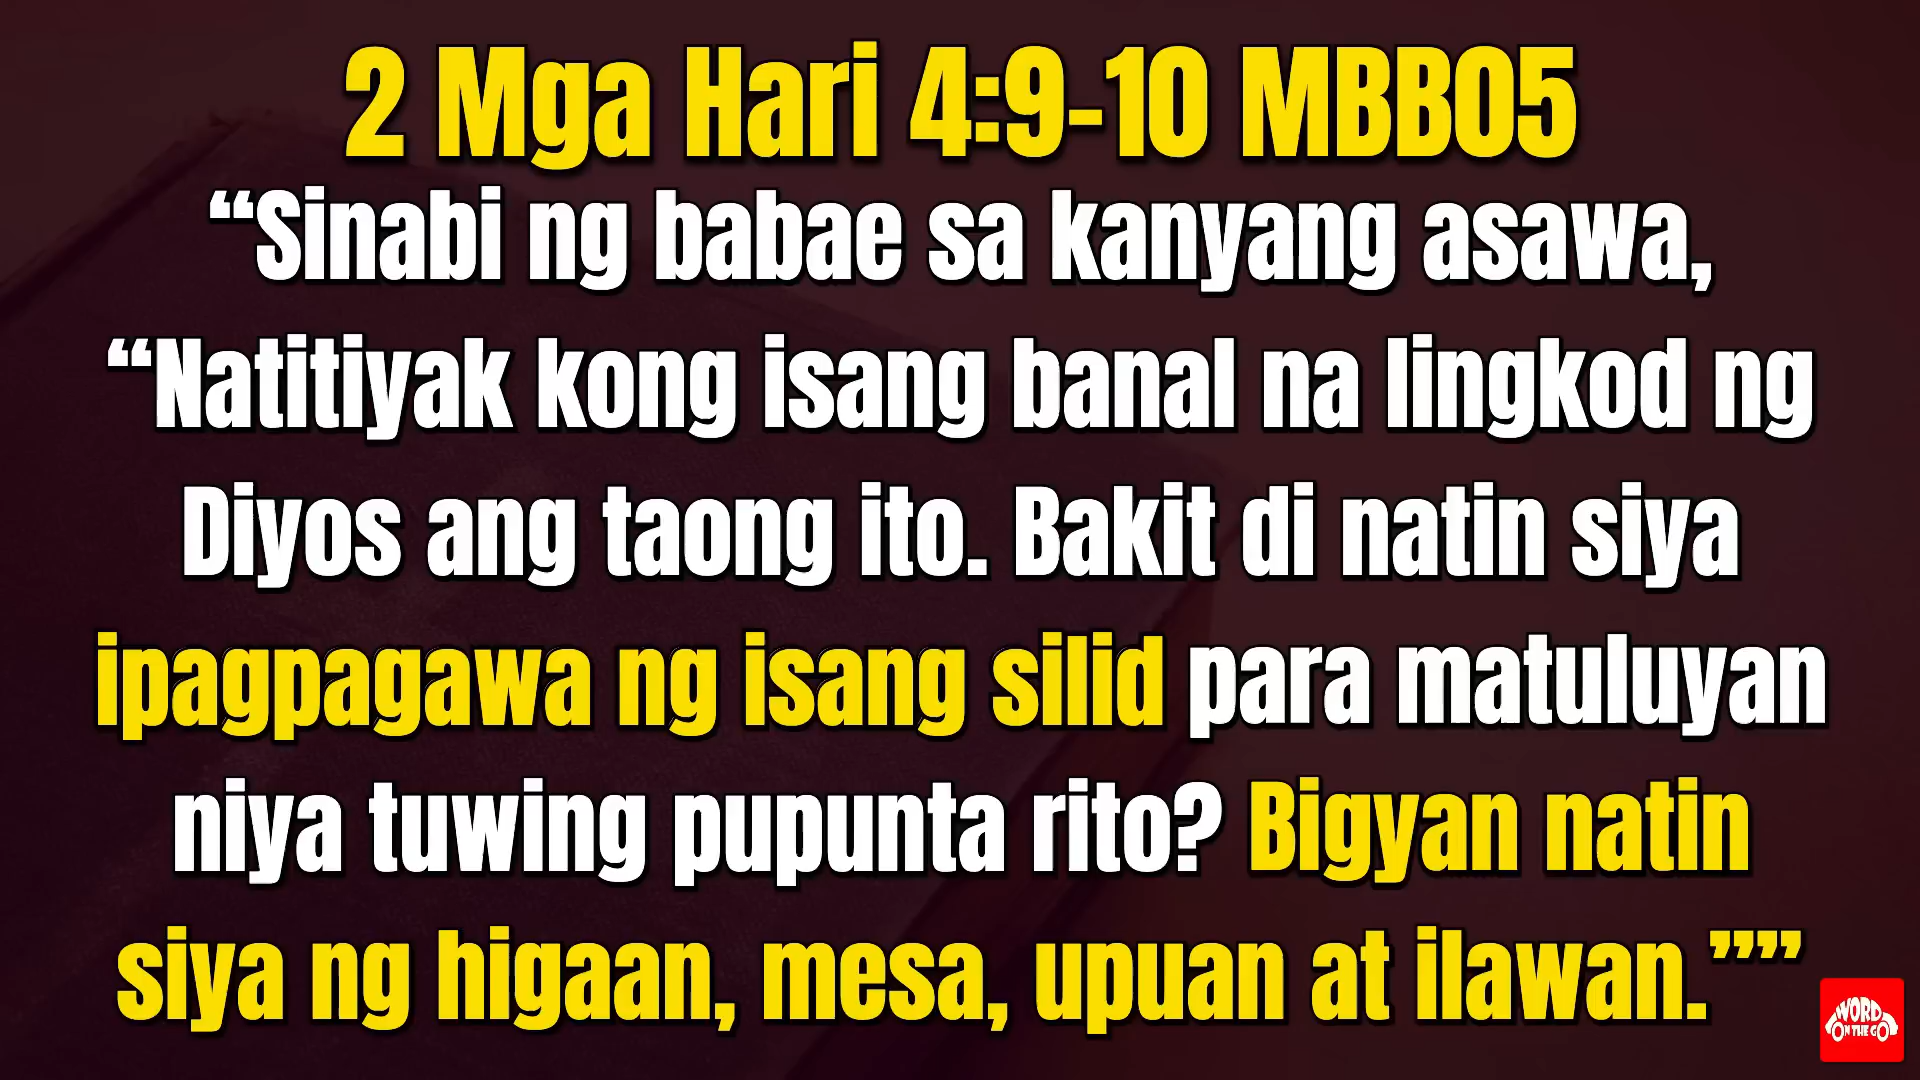 2 Mga Hari 4:9-10 MBB05
“Sinabi ng babae sa kanyang asawa,
“Natitiyak kong isang banal na lingkod ng
Diyos ang taong ito. Bakit di natin siya
ipagpagawa ng isang silid para matuluyan
niya tuwing pupunta rito? Bigyan natin
siya ng higaan, mesa, upuan at ilawan.””
WORD
ON THE GO